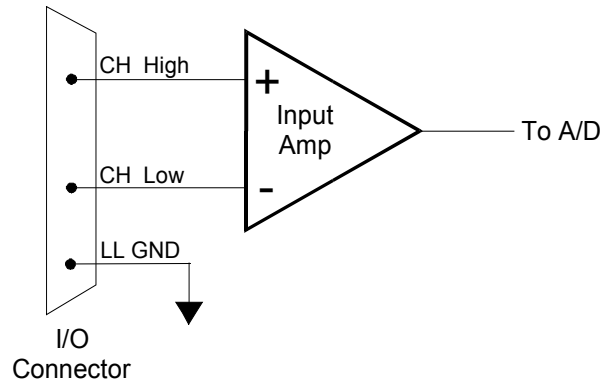 CH High
+
Input
Amp
To A/D
CH Low
-
LL GND
I/O
Connector